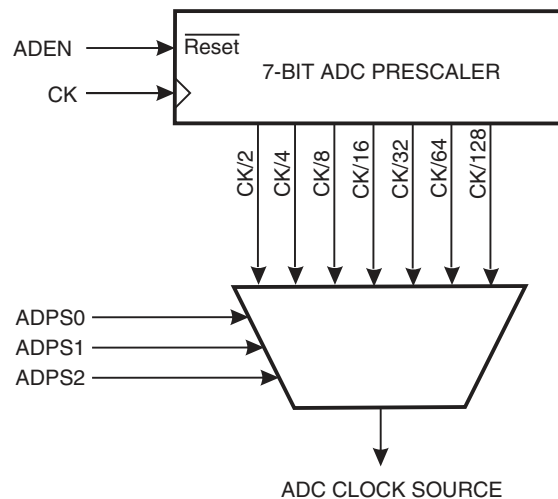 ADEN
Reset
7-BIT ADC PRESCALER
CK
CK/2
CK/4
CK/8
CK/16
CK/32
CK/64
CK/128
ADPS0
ADPS1
ADPS2
ADC CLOCK SOURCE